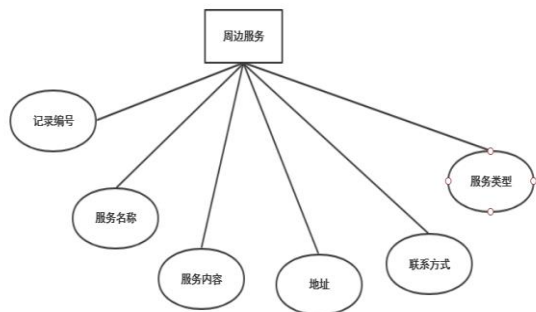 周边服务
记录编号
服务名称
服务内容
地址
联系方式
服务类型